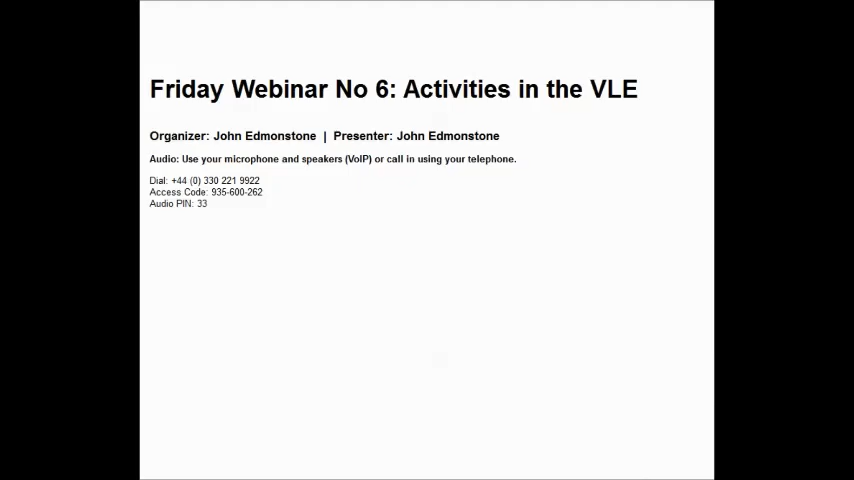 Friday Webinar No 6: Activities in the VLE
Organizer: John Edmonstone | Presenter: John Edmonstone
Audio: Use your microphone and speakers (VoIP) or call in using your telephone.
Dial: +44 (0) 330 221 9922
Access Code: 935-600-262
Audio PIN: 33